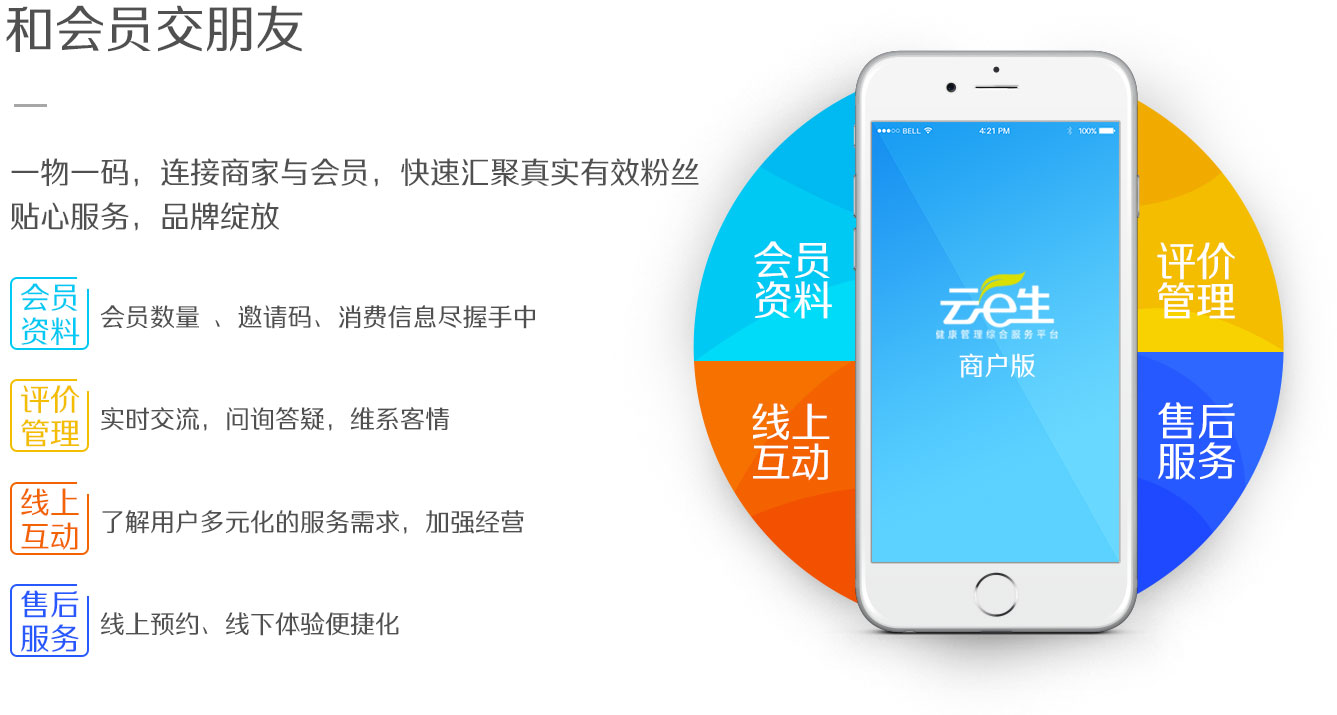 和会员交朋友
一物一码，连接商家与会员，快速汇聚真实有效粉丝
贴心服务，品牌绽放
会员
资料
会员数量 、邀请码、消费信息尽握手中
评价
管理
实时交流，问询答疑，维系客情
线上
互动
了解用户多元化的服务需求，加强经营
售后
服务
线上预约、线下体验便捷化
BELL
4:21 PM
100%
会员
资料
评价
管理
云e生
健康管理综合服务平台
商户版
线上
互动
售后
服务